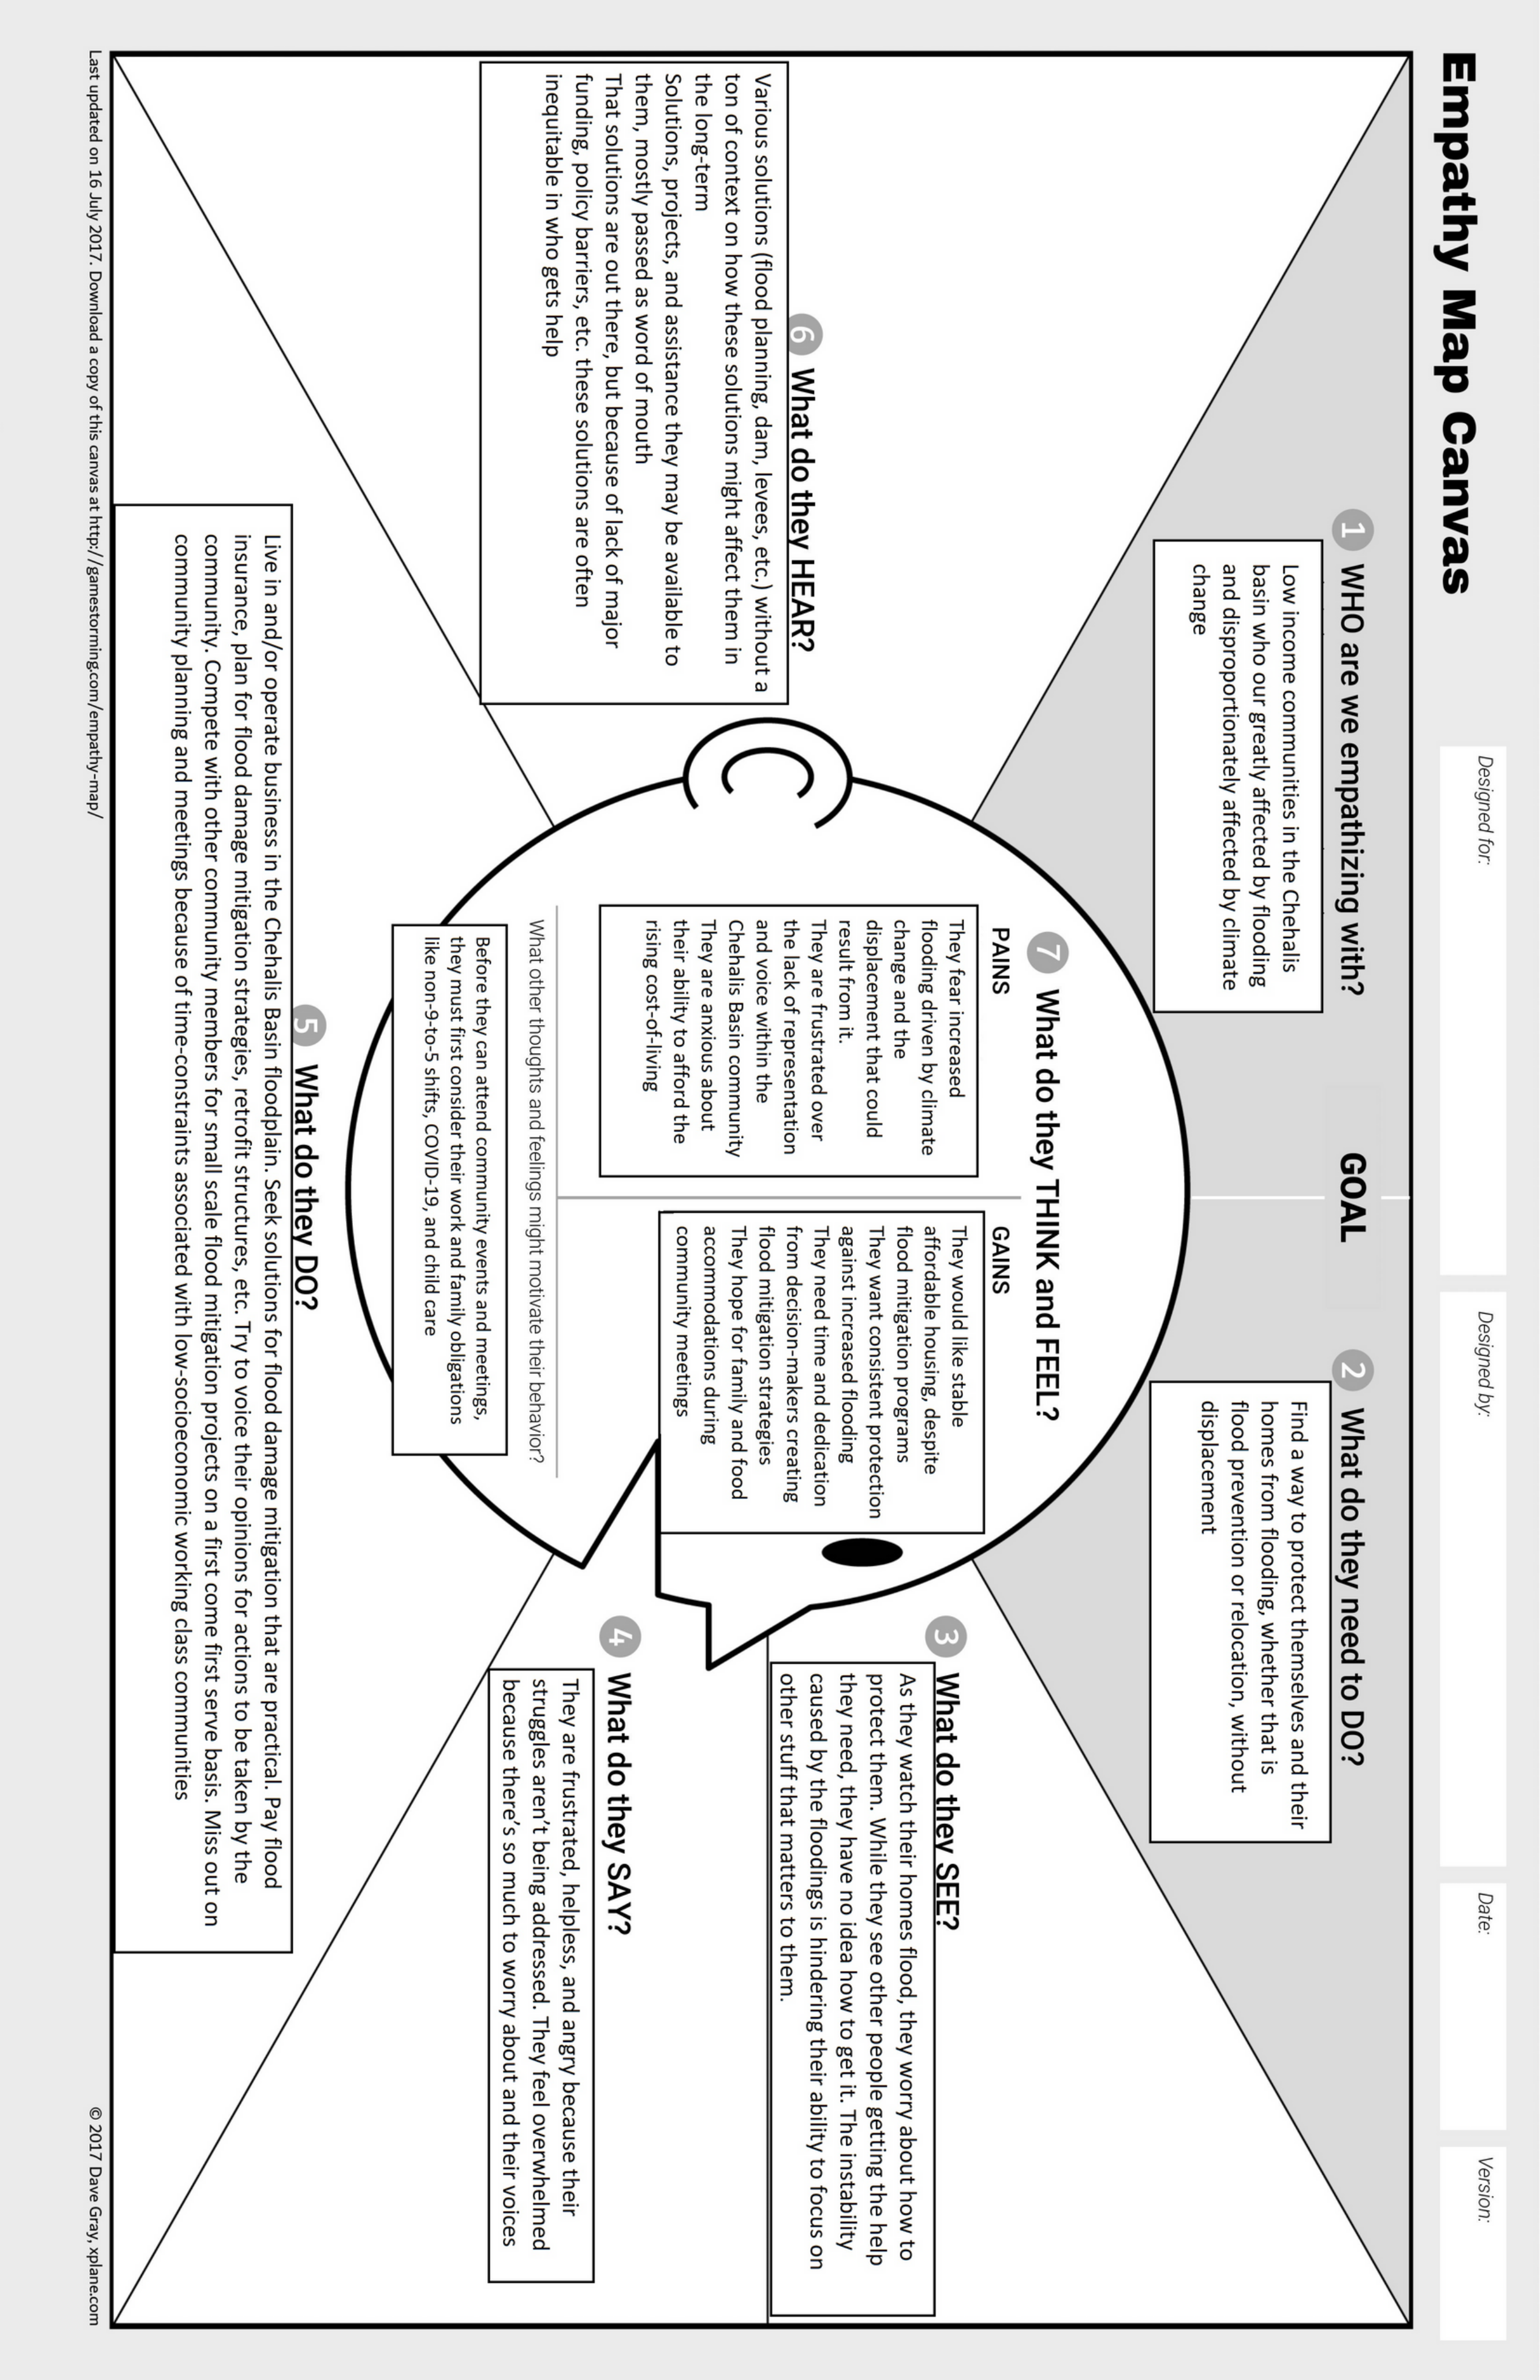 Empathy Map Canvas
Designed for:
Designed by:
Date:
Version:
1 WHO are we empathizing with?
Low income communities in the Chehalis
basin who our greatly affected by flooding
and disproportionately affected by climate
change
GOAL
2 What do they need to DO?
Find a way to protect themselves and their
homes from flooding, whether that is
flood prevention or relocation, without
displacement
3 What do they SEE?
As they watch their homes flood, they worry about how to
protect them. While they see other people getting the help
they need, they have no idea how to get it. The instability
caused by the floodings is hindering their ability to focus on
other stuff that matters to them.
4 What do they SAY?
They are frustrated, helpless, and angry because their
struggles aren't being addressed. They feel overwhelmed
because there's so much to worry about and their voices
5 What do they DO?
Live in and/or operate business in the Chehalis Basin floodplain. Seek solutions for flood damage mitigation that are practical. Pay flood
insurance, plan for flood damage mitigation strategies, retrofit structures, etc. Try to voice their opinions for actions to be taken by the
community. Compete with other community members for small scale flood mitigation projects on a first come first serve basis. Miss out on
community planning and meetings because of time-constraints associated with low-socioeconomic working class communities
6 What do they HEAR?
Various solutions (flood planning, dam, levees, etc.) without a
ton of context on how these solutions might affect them in
the long-term
Solutions, projects, and assistance they may be available to
them, mostly passed as word of mouth
That solutions are out there, but because of lack of major
funding, policy barriers, etc. these solutions are often
inequitable in who gets help
7 What do they THINK and FEEL?
PAINS
They fear increased
flooding driven by climate
change and the
displacement that could
result from it.
They are frustrated over
the lack of representation
and voice within the
Chehalis Basin community
They are anxious about
their ability to afford the
rising cost-of-living
GAINS
They would like stable
affordable housing, despite
flood mitigation programs
They want consistent protection
against increased flooding
They need time and dedication
from decision-makers creating
flood mitigation strategies
They hope for family and food
accommodations during
community meetings
What other thoughts and feelings might motivate their behavior?
Before they can attend community events and meetings,
they must first consider their work and family obligations
like non-9-to-5 shifts, COVID-19, and child care
Last updated on 16 July 2017. Download a copy of this canvas at http://gamestorming.com/empathy-map/
© 2017 Dave Gray, xplane.com